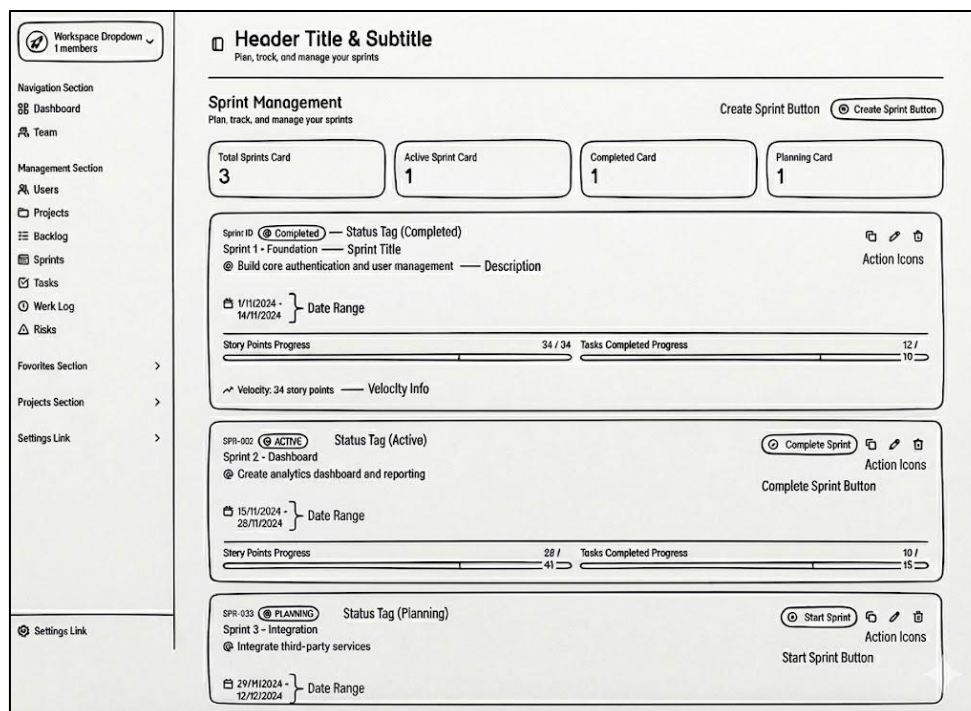 Workspace Dropdown
1 members
Navigation Section
Dashboard
Team
Management Section
Users
Projects
Backlog
Sprints
Tasks
Werk Log
Risks
Favorites Section
Projects Section
Settings Link
Settings Link
Header Title & Subtitle
Plen, trock, and manage your sprints
Sprint Management
Plan, track, and manage your sprints
Create Sprint Button
Create Sprint Button
Total Sprints Card
3
Active Sprint Card
1
Completed Card
1
Planning Card
1
Sprint ID Completed — Status Tag (Completed)
Sprint 1 - Foundation — Sprint Title
Build core authentication and user management — Description
Action Icons
1/11(2024 -
14/11/2024
Date Range
Story Points Progress 34 / 34
Tasks Completed Progress 12 /
10
Velocity: 34 story points — Velocity Info
SPR-002 ACTIVE Status Tag (Active)
Sprint 2 - Dashboard
Create analytics dashboard and reporting
Complete Sprint
Action Icons
Complete Sprint Button
15/11/2024 -
28/11/2024
Date Range
Story Points Progress 28 /
41
Tasks Completed Progress 10 /
15
SPR-033 PLANNING Status Tag (Planning)
Sprint 3 - Integration
Integrate third-party services
Start Sprint
Action Icons
Start Sprint Button
12/12/2024
Date Range